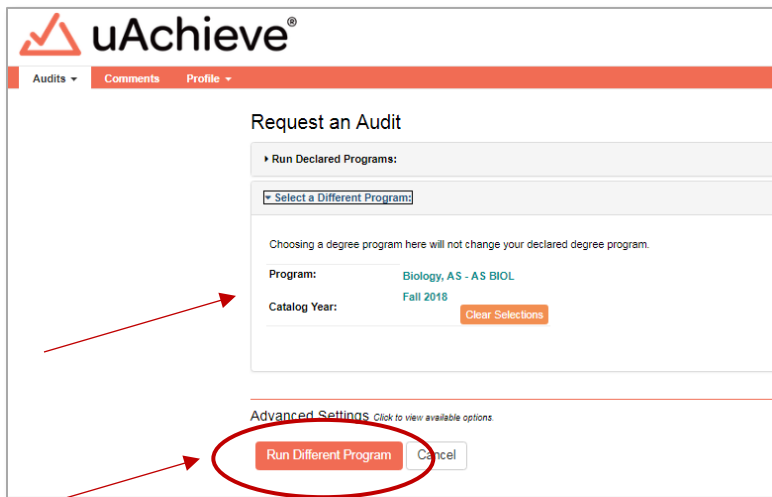 uAchieve®
Audits Comments Profile
Request an Audit
Run Declared Programs:
Select a Different Program:
Choosing a degree program here will not change your declared degree program.
Program: Biology, AS - AS BIOL
Catalog Year: Fall 2018
Clear Selections
Advanced Settings Click to view available options.
Run Different Program Cancel